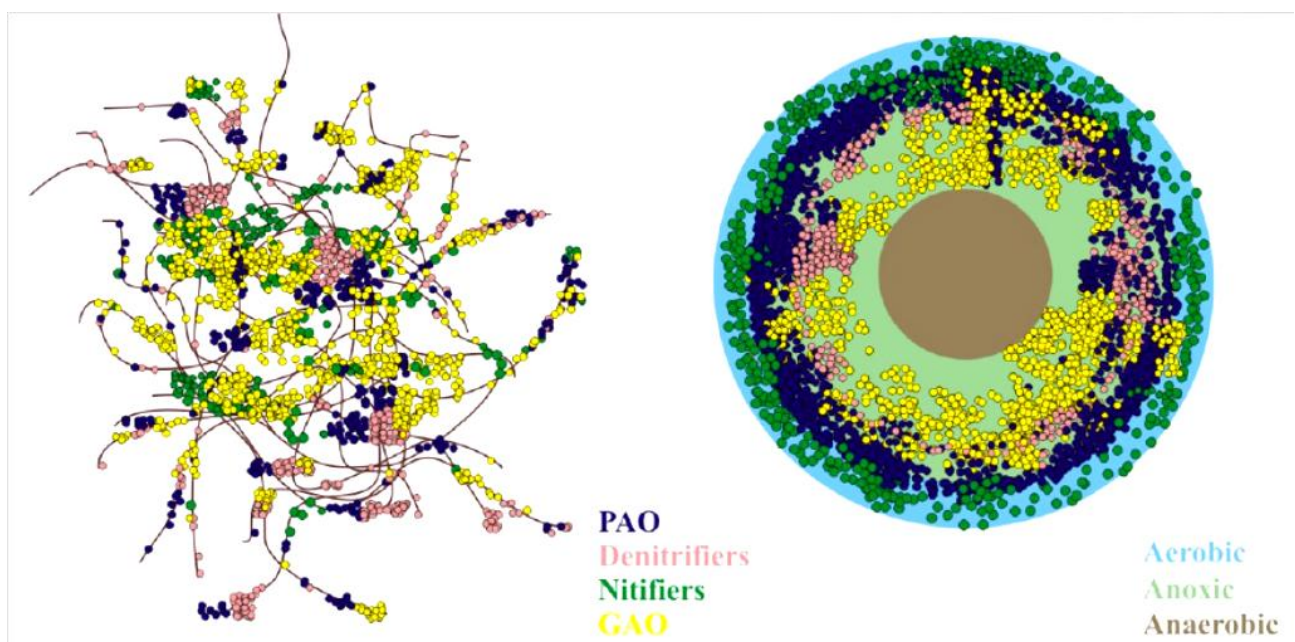 PAO
Denitrifiers
Nitifiers
GAO
Aerobic
Anoxic
Anaerobic